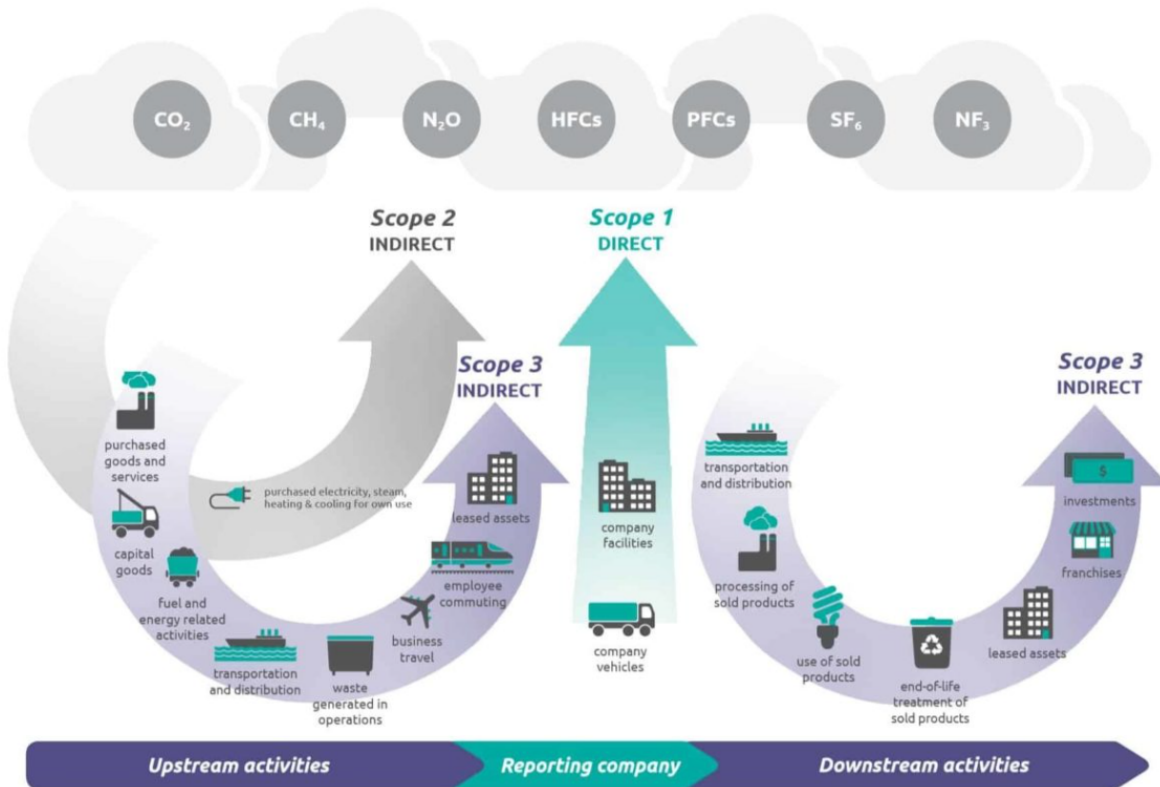 CO₂
CH₄
N₂O
HFCs
PFCs
SF₆
NF₃
Scope 2
INDIRECT
Scope 1
DIRECT
Scope 3
INDIRECT
Scope 3
INDIRECT
purchased
goods and
services
capital
goods
fuel and
energy related
activities
transportation
and distribution
waste
generated in
operations
business
travel
employee
commuting
leased assets
purchased electricity, steam,
heating & cooling for own use
company
facilities
company
vehicles
transportation
and distribution
processing of
sold products
use of sold
products
end-of-life
treatment of
sold products
leased assets
franchises
$
investments
Upstream activities
Reporting company
Downstream activities